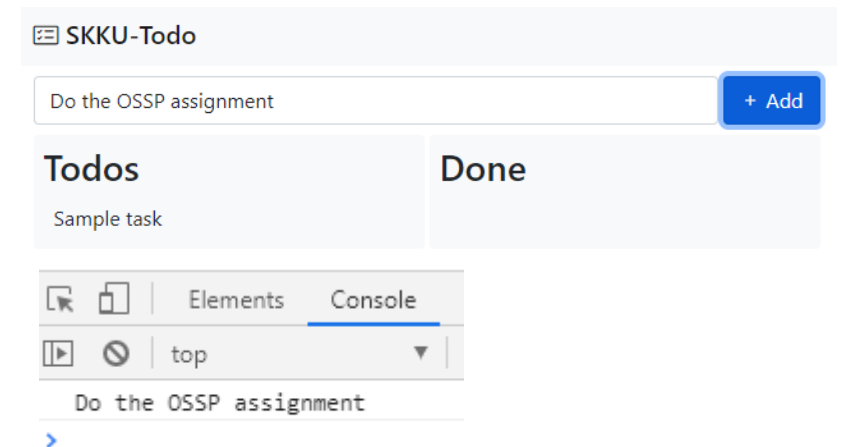 SKKU-Todo
Do the OSSP assignment
+ Add
Todos
Done
Sample task
Elements Console
top
Do the OSSP assignment